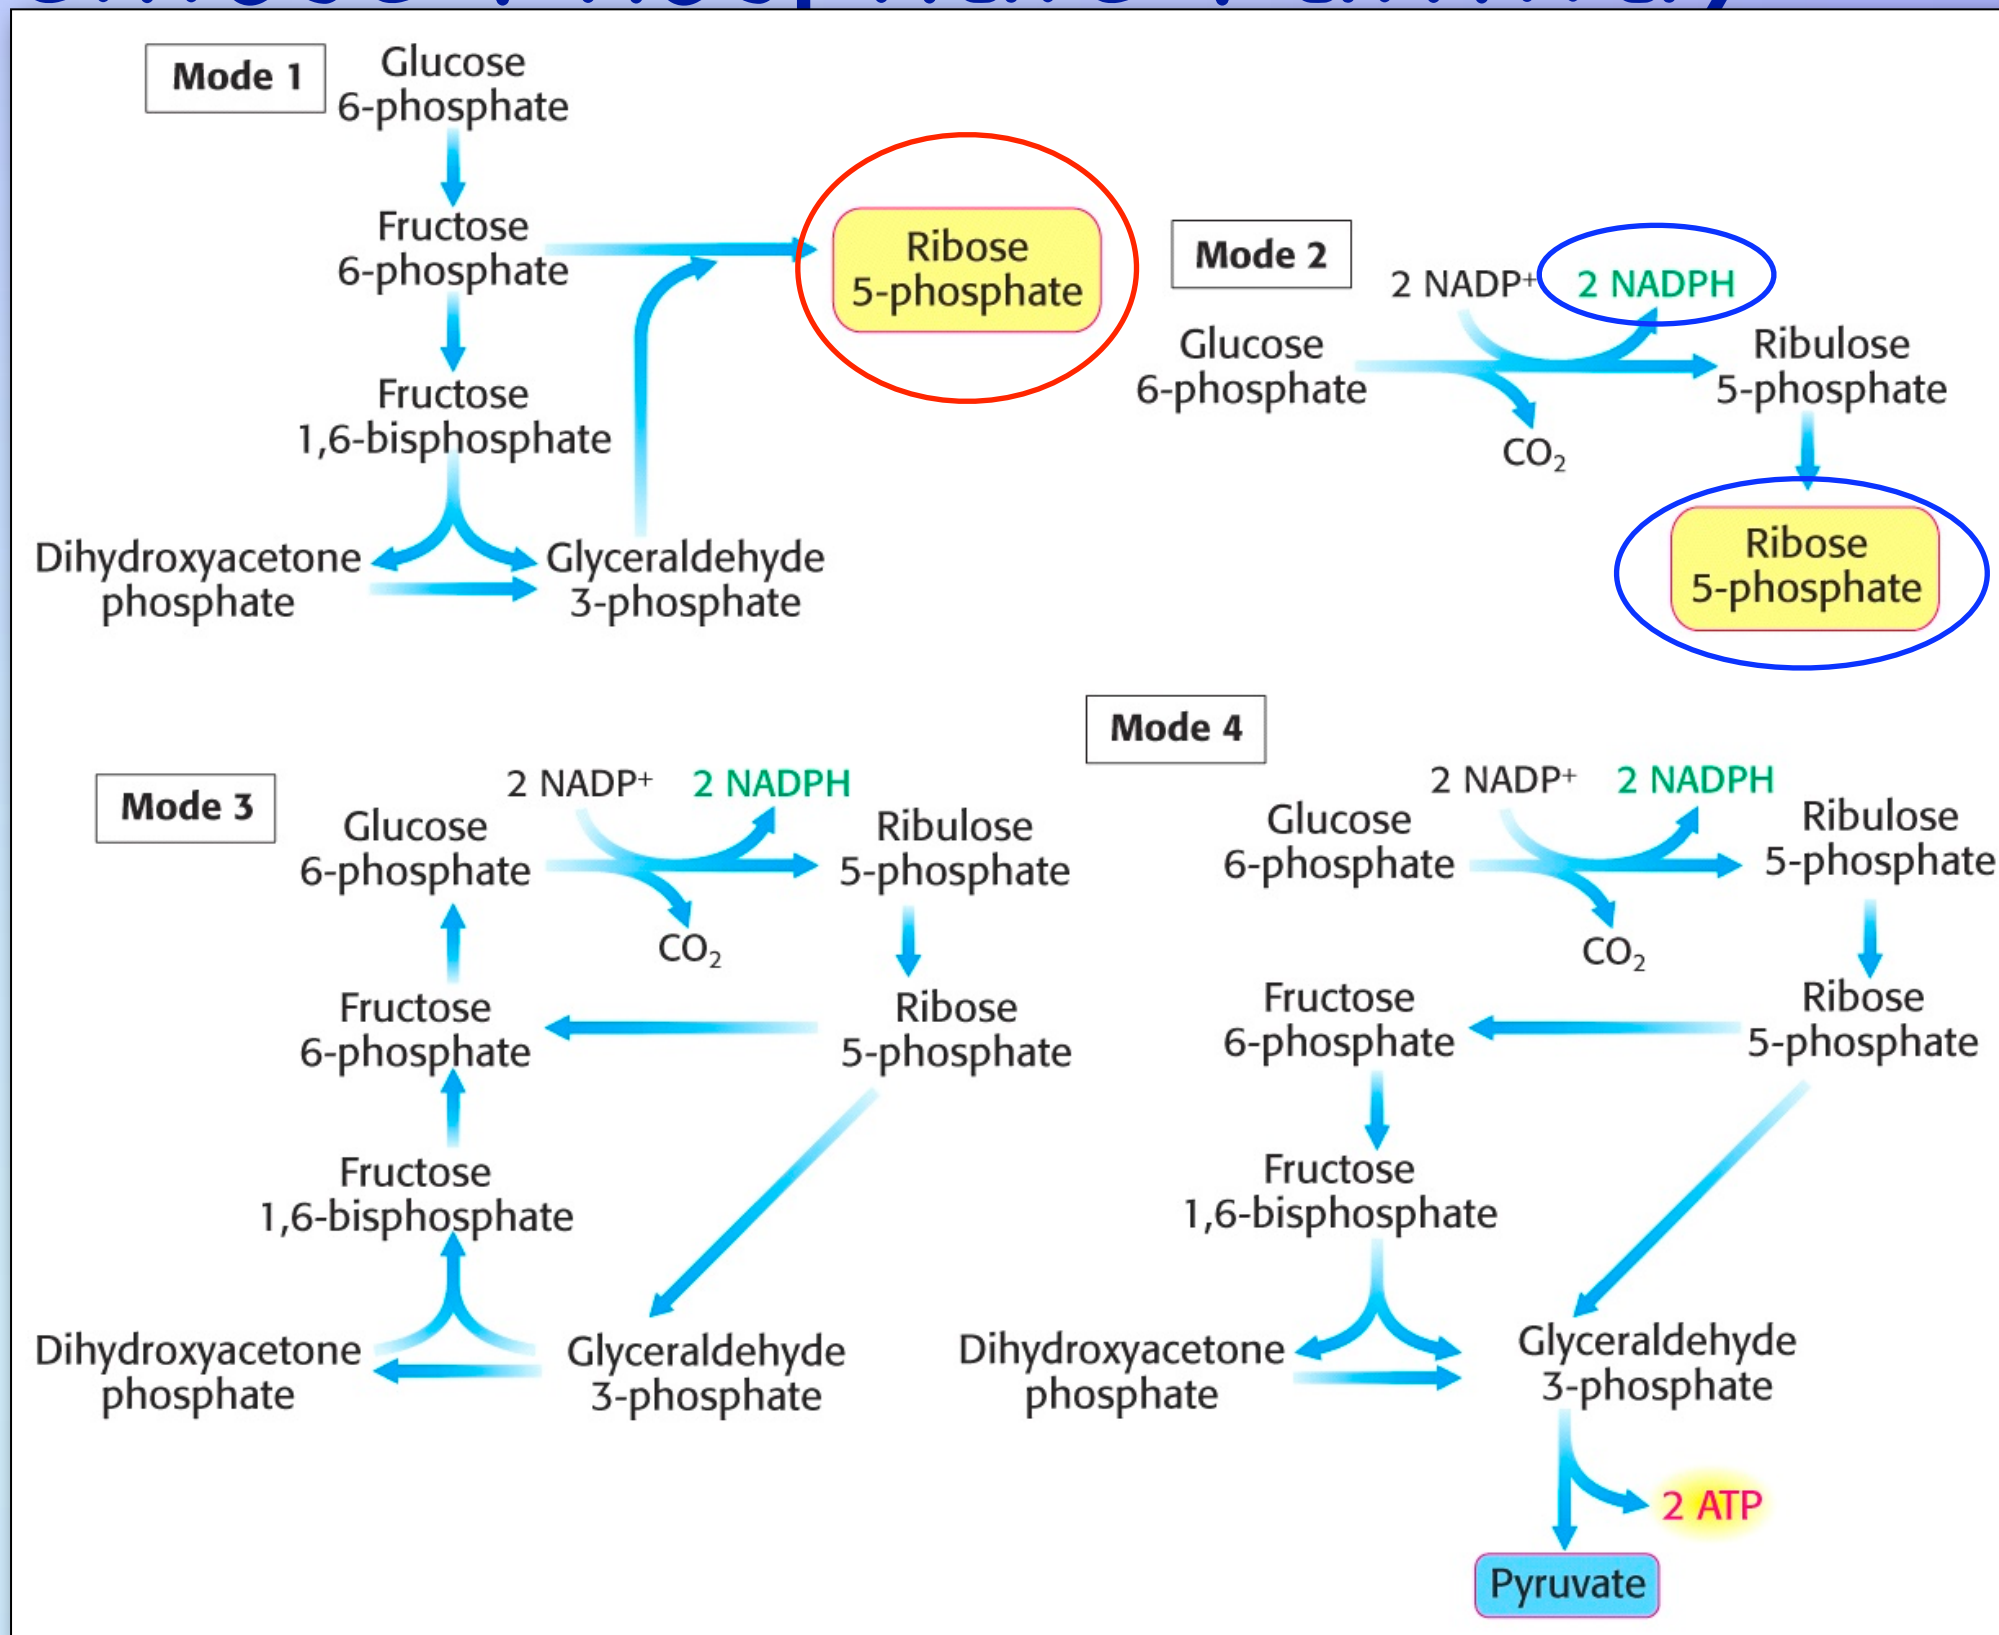 Mode 1
Glucose
6-phosphate
Fructose
6-phosphate
Ribose
5-phosphate
Fructose
1,6-bisphosphate
Dihydroxyacetone
phosphate
Glyceraldehyde
3-phosphate
Mode 2
2 NADP⁺
2 NADPH
Glucose
6-phosphate
Ribulose
5-phosphate
CO₂
Ribose
5-phosphate
Mode 3
2 NADP⁺
2 NADPH
Glucose
6-phosphate
Ribulose
5-phosphate
CO₂
Fructose
6-phosphate
Ribose
5-phosphate
Fructose
1,6-bisphosphate
Dihydroxyacetone
phosphate
Glyceraldehyde
3-phosphate
Mode 4
2 NADP⁺
2 NADPH
Glucose
6-phosphate
Ribulose
5-phosphate
CO₂
Fructose
6-phosphate
Ribose
5-phosphate
Fructose
1,6-bisphosphate
Dihydroxyacetone
phosphate
Glyceraldehyde
3-phosphate
2 ATP
Pyruvate